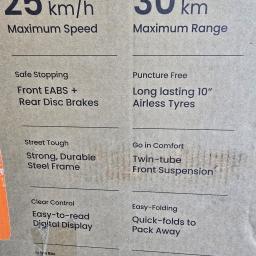 25 km/h
Maximum Speed
30 km
Maximum Range
Safe Stopping
Front EABS +
Rear Disc Brakes
Puncture Free
Long lasting 10"
Airless Tyres
Street Tough
Strong, Durable
Steel Frame
Go in Comfort
Twin-tube
Front Suspension
Clear Control
Easy-to-read
Digital Display
Easy-Folding
Quick-folds to
Pack Away